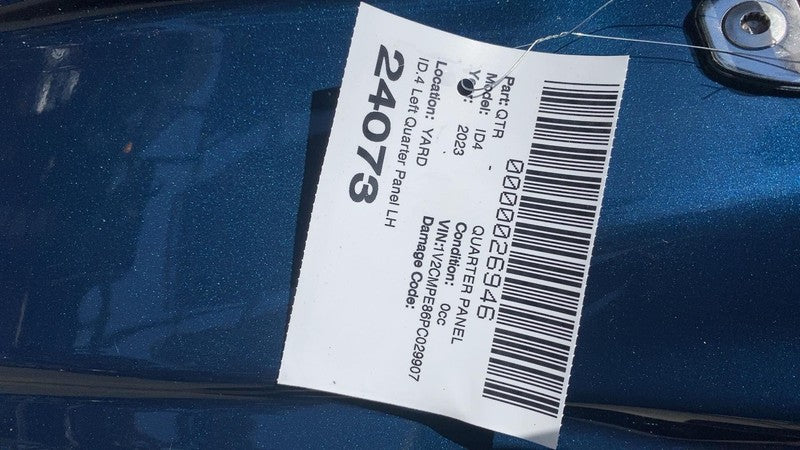 0000026946
Part: QTR QUARTER PANEL
Model: ID4 Condition: 0cc
2023 VIN:1V2CMPE86PC029907
Location: YARD Damage Code:
ID.4 Left Quarter Panel LH
24073